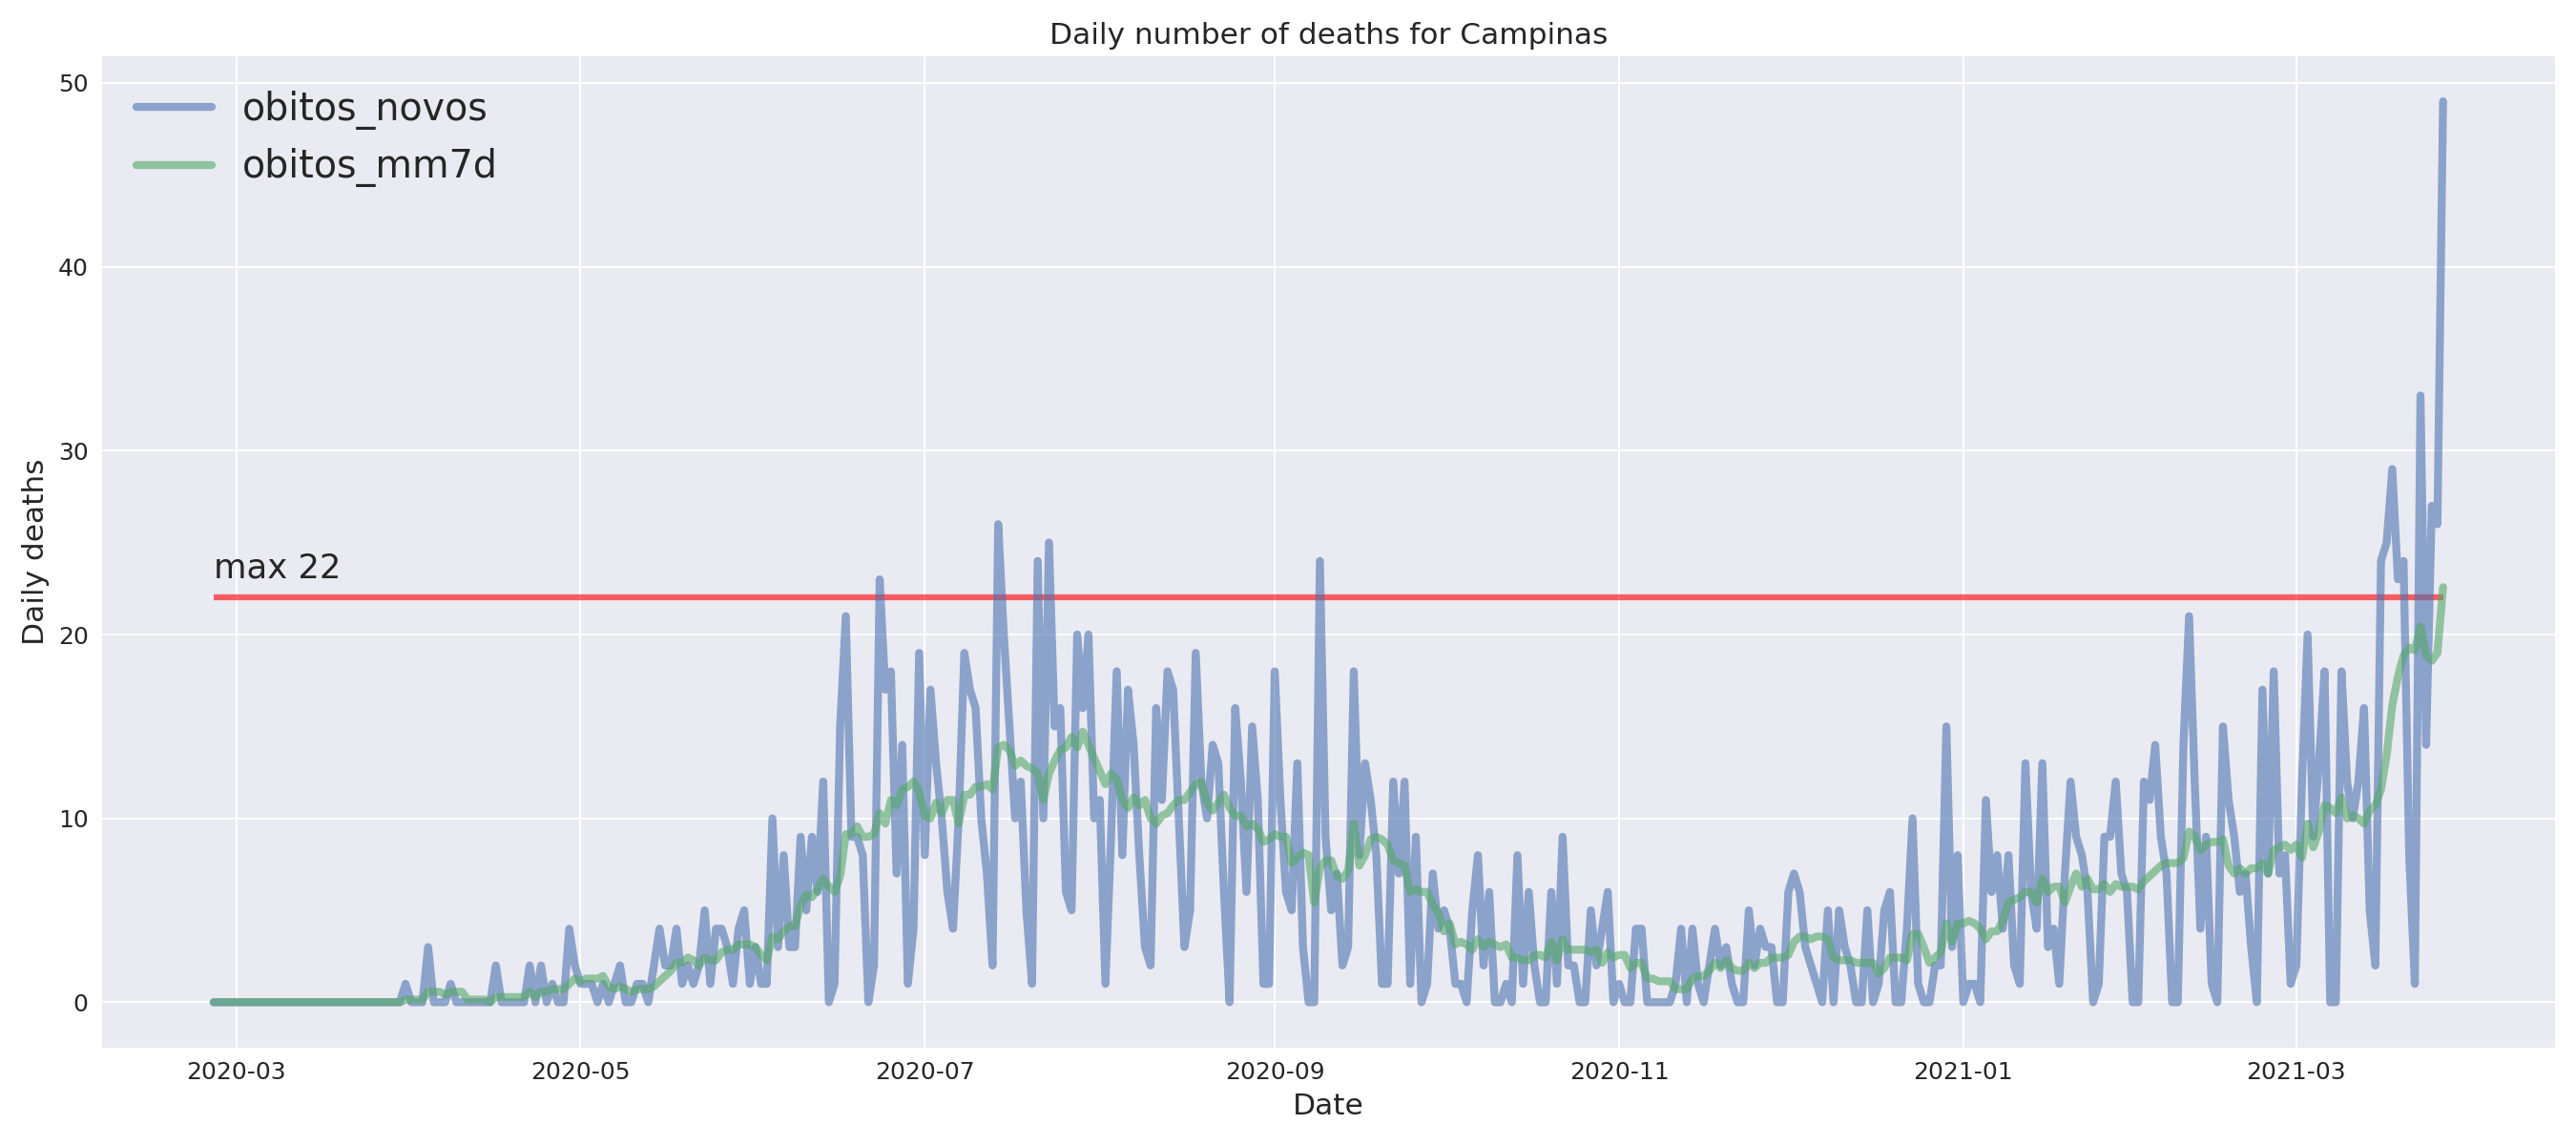 Daily number of deaths for Campinas
50
obitos_novos
obitos_mm7d
40
30
max 22
20
10
0
Daily deaths
2020-03 2020-05 2020-07 2020-09 2020-11 2021-01 2021-03
Date